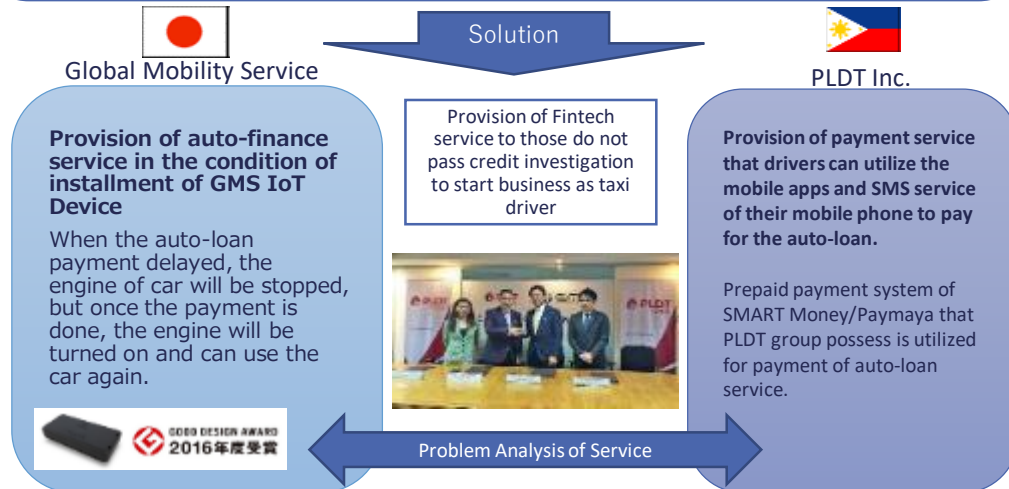 Solution
Global Mobility Service
PLDT Inc.
Provision of auto-finance
service in the condition of
installment of GMS IoT
Device
When the auto-loan
payment delayed, the
engine of car will be stopped,
but once the payment is
done, the engine will be
turned on and can use the
car again.
GOOD DESIGN AWARD
2016年度受賞
Provision of Fintech
service to those do not
pass credit investigation
to start business as taxi
driver
PLDT
PLDT
Problem Analysis of Service
Provision of payment service
that drivers can utilize the
mobile apps and SMS service
of their mobile phone to pay
for the auto-loan.
Prepaid payment system of
SMART Money/Paymaya that
PLDT group possess is utilized
for payment of auto-loan
service.